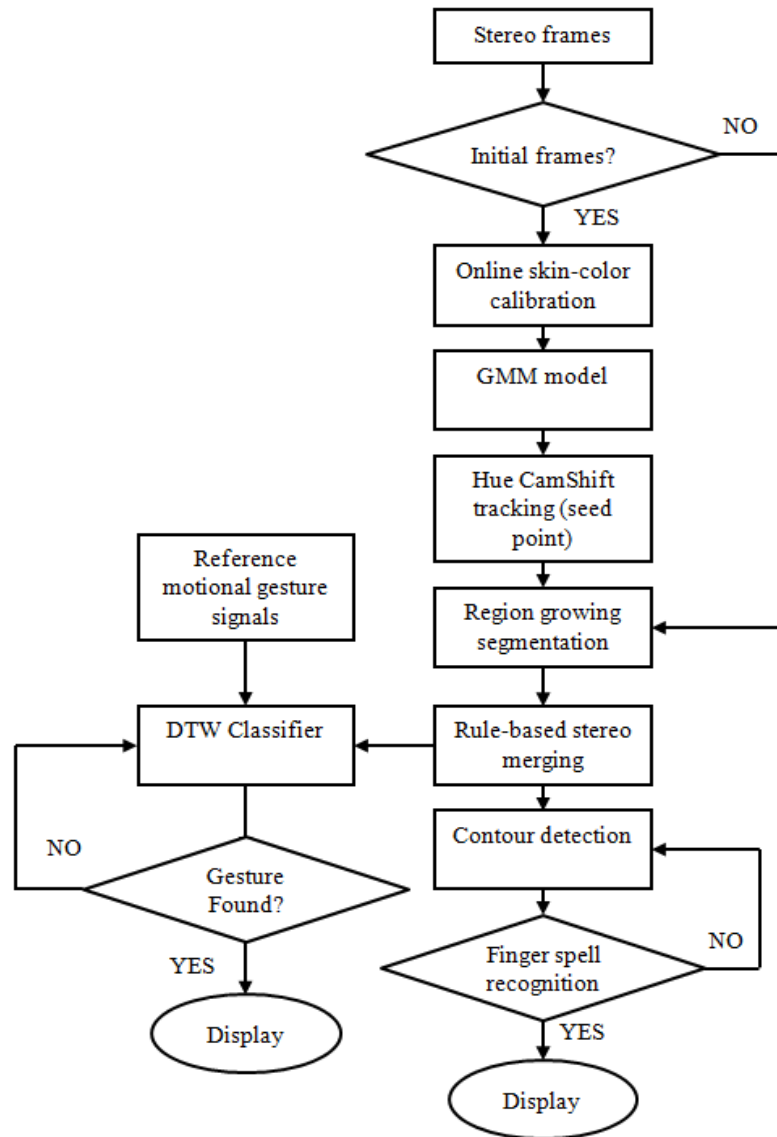 Stereo frames
Initial frames?
NO
YES
Online skin-color
calibration
GMM model
Hue CamShift
tracking (seed
point)
Reference
motional gesture
signals
Region growing
segmentation
DTW Classifier
Rule-based stereo
merging
Contour detection
NO
Gesture
Found?
Finger spell
recognition
NO
YES
Display
YES
Display